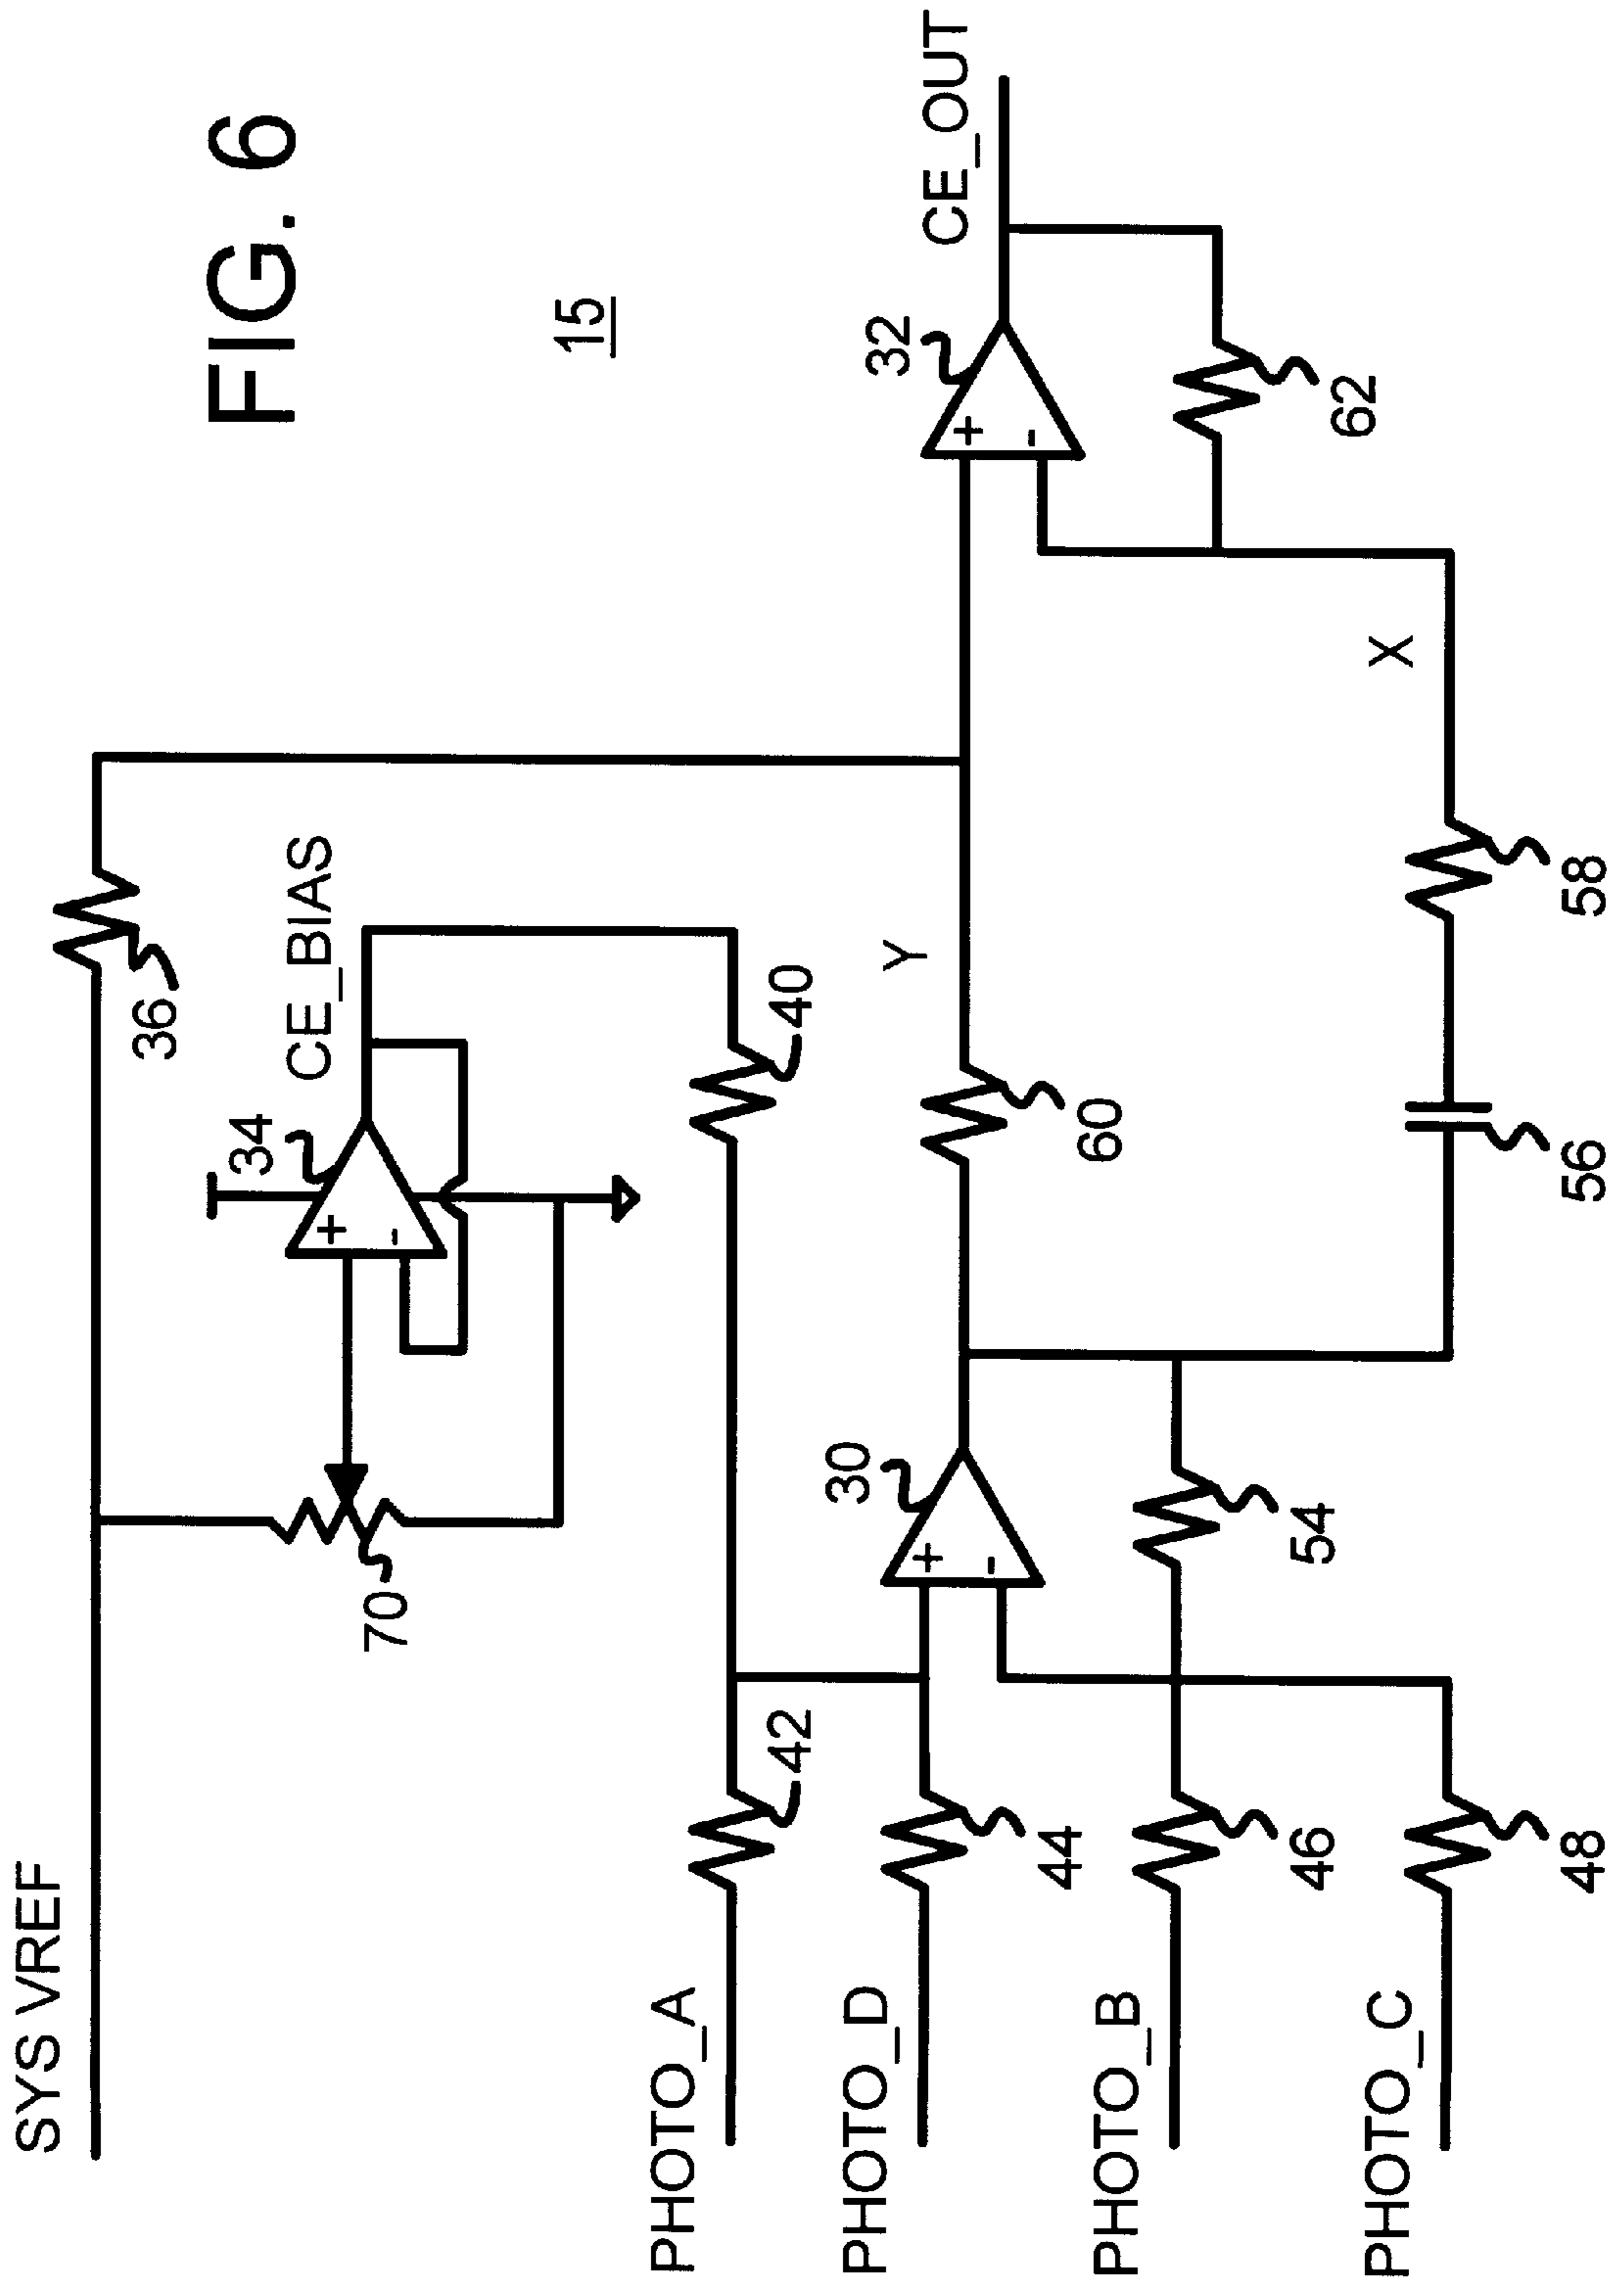 FIG. 6
15
SYS VREF
36
34
CE_BIAS
70
40
PHOTO_A
42
PHOTO_D
44
30
Y
60
32
CE_OUT
PHOTO_B
46
54
62
PHOTO_C
48
56
58
X
+
-
+
-
+
-